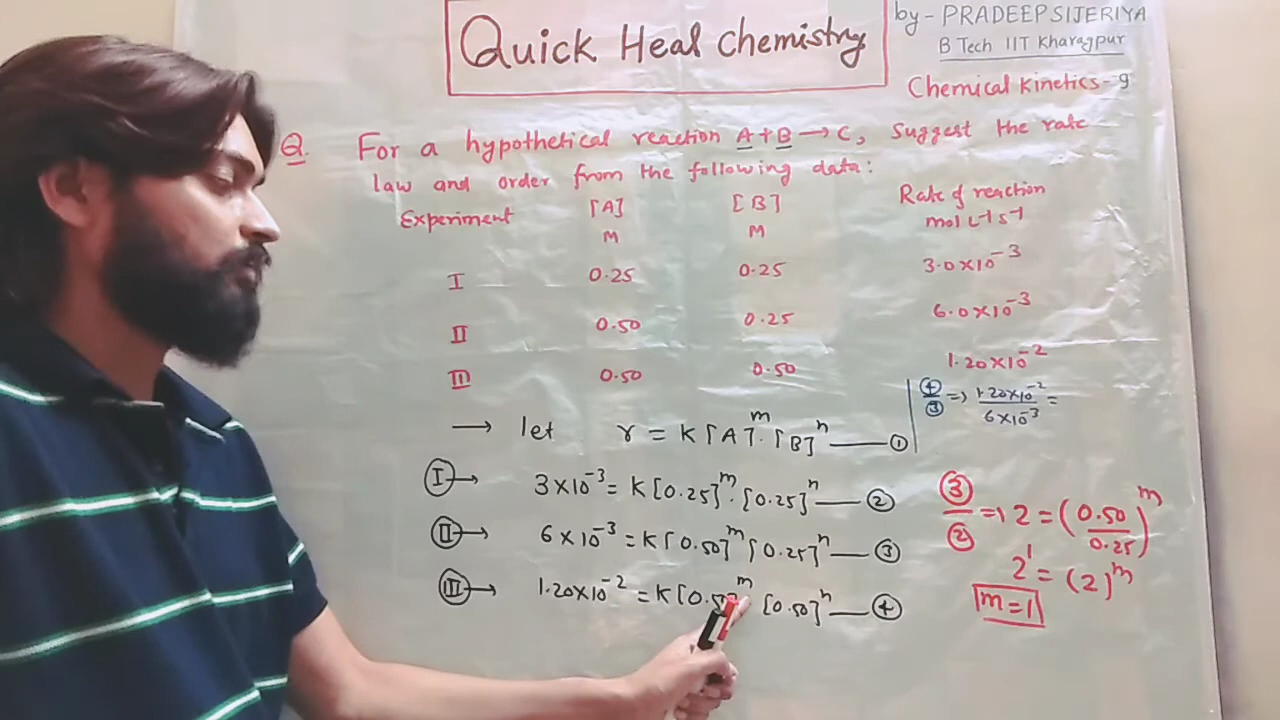 Quick Heal Chemistry
by- PRADEEP SIJERIYA
B Tech IIT Kharagpur
Chemical Kinetics-9
Q. For a hypothetical reaction A+B→C, Suggest the rate
law and order from the following data:
Experiment [A] [B] Rate of reaction
M M mol L⁻¹s⁻¹
I 0.25 0.25 3.0×10⁻³
II 0.50 0.25 6.0×10⁻³
III 0.50 0.50 1.20×10⁻²
④/③ => 1.20×10⁻²/6×10⁻³ =
→ let r = K[A]ᵐ.[B]ⁿ —①
Ⓘ→ 3×10⁻³ = K[0.25]ᵐ.[0.25]ⁿ —②
Ⅱ→ 6×10⁻³ = K[0.50]ᵐ[0.25]ⁿ —③
Ⅲ→ 1.20×10⁻² = K[0.50]ᵐ. [0.50]ⁿ —④
③/② => 2 = (0.50/0.25)ᵐ
2¹ = (2)ᵐ
m=1